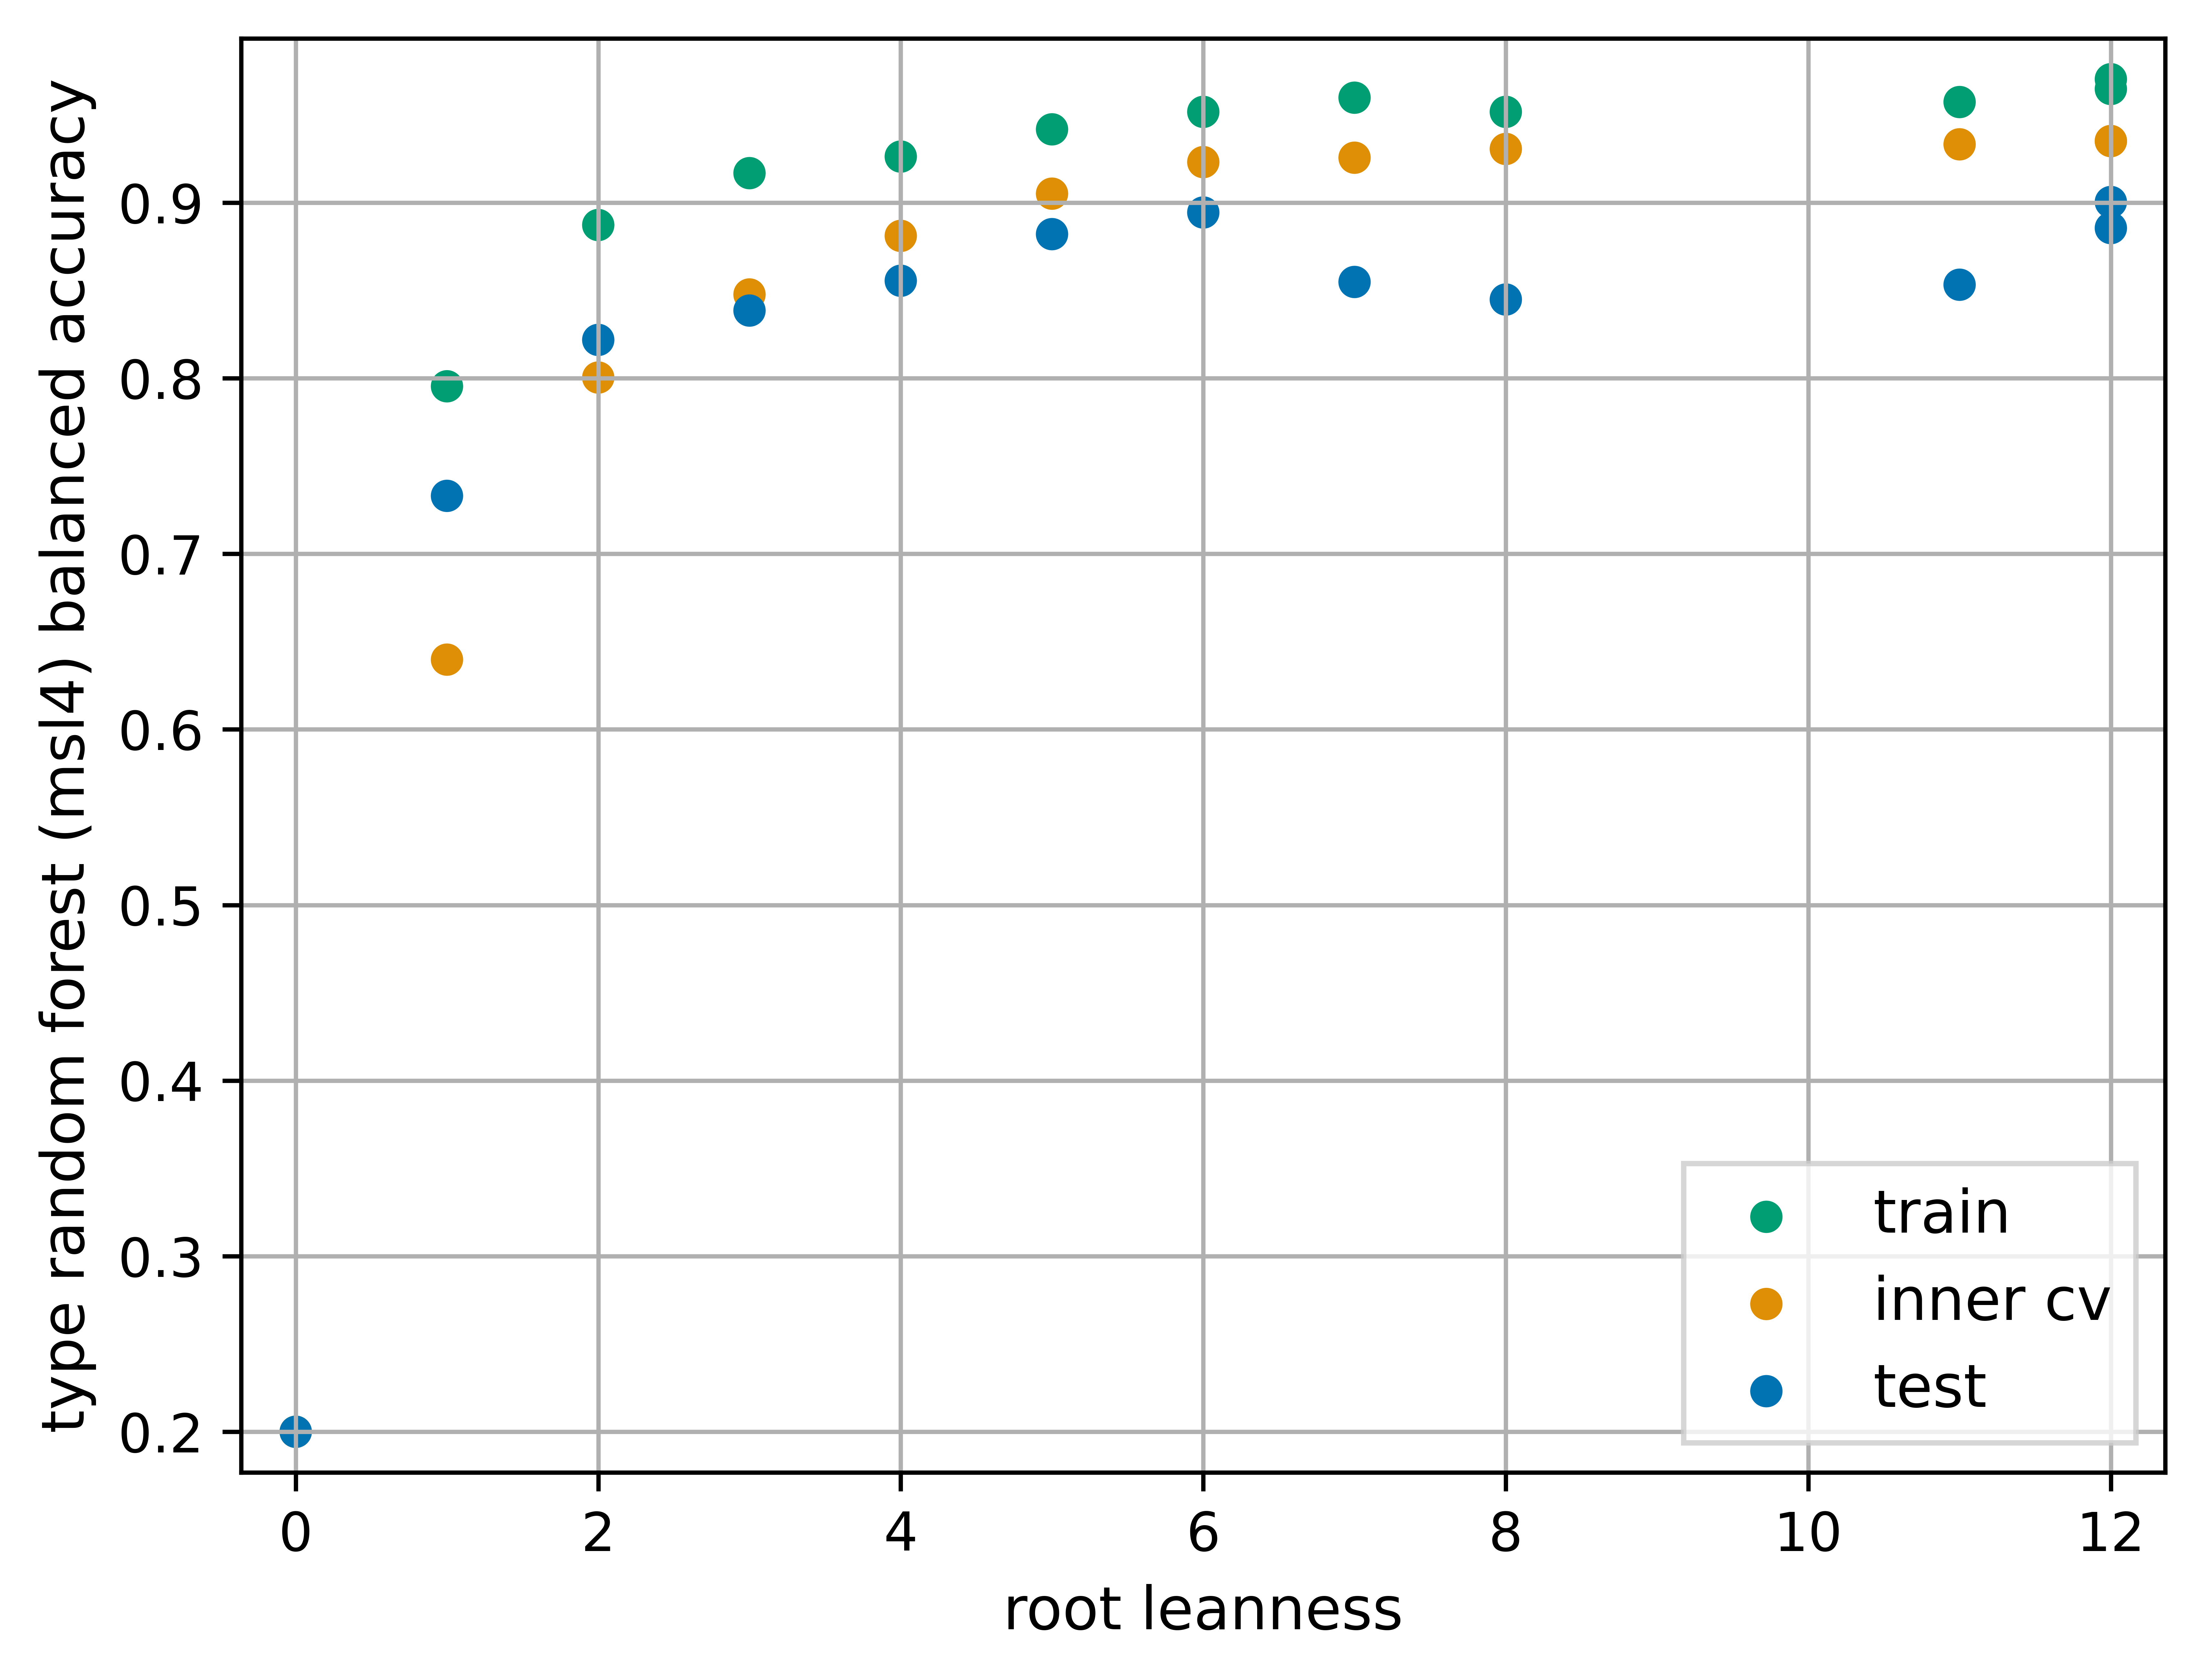 type random forest (msl4) balanced accuracy
0.9
0.8
0.7
0.6
0.5
0.4
0.3
0.2
train
inner cv
test
0 2 4 6 8 10 12
root leanness